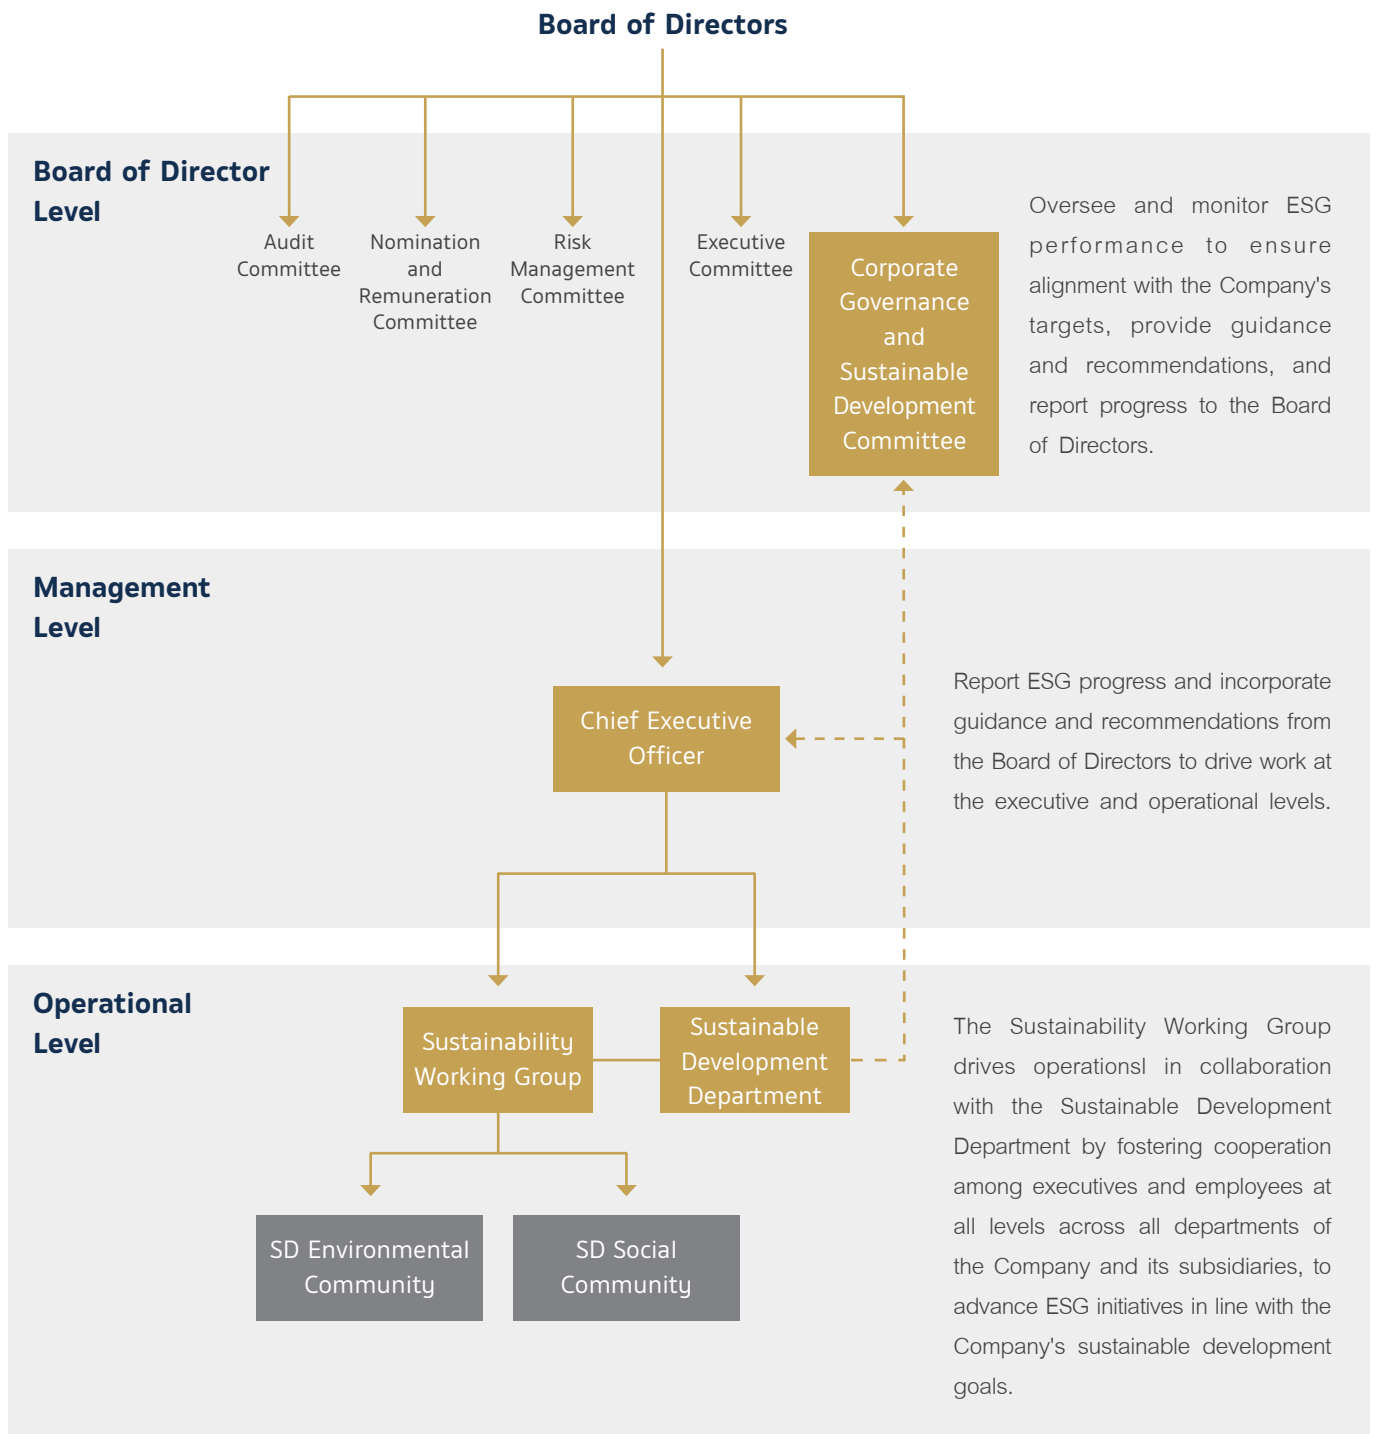 Board of Directors
Board of Director
Level
Audit
Committee
Nomination
and
Remuneration
Committee
Risk
Management
Committee
Executive
Committee
Corporate
Governance
and
Sustainable
Development
Committee
Oversee and monitor ESG
performance to ensure
alignment with the Company's
targets, provide guidance
and recommendations, and
report progress to the Board
of Directors.
Management
Level
Chief Executive
Officer
Report ESG progress and incorporate
guidance and recommendations from
the Board of Directors to drive work at
the executive and operational levels.
Operational
Level
Sustainability
Working Group
Sustainable
Development
Department
SD Environmental
Community
SD Social
Community
The Sustainability Working Group
drives operationsl in collaboration
with the Sustainable Development
Department by fostering cooperation
among executives and employees at
all levels across all departments of
the Company and its subsidiaries, to
advance ESG initiatives in line with the
Company's sustainable development
goals.